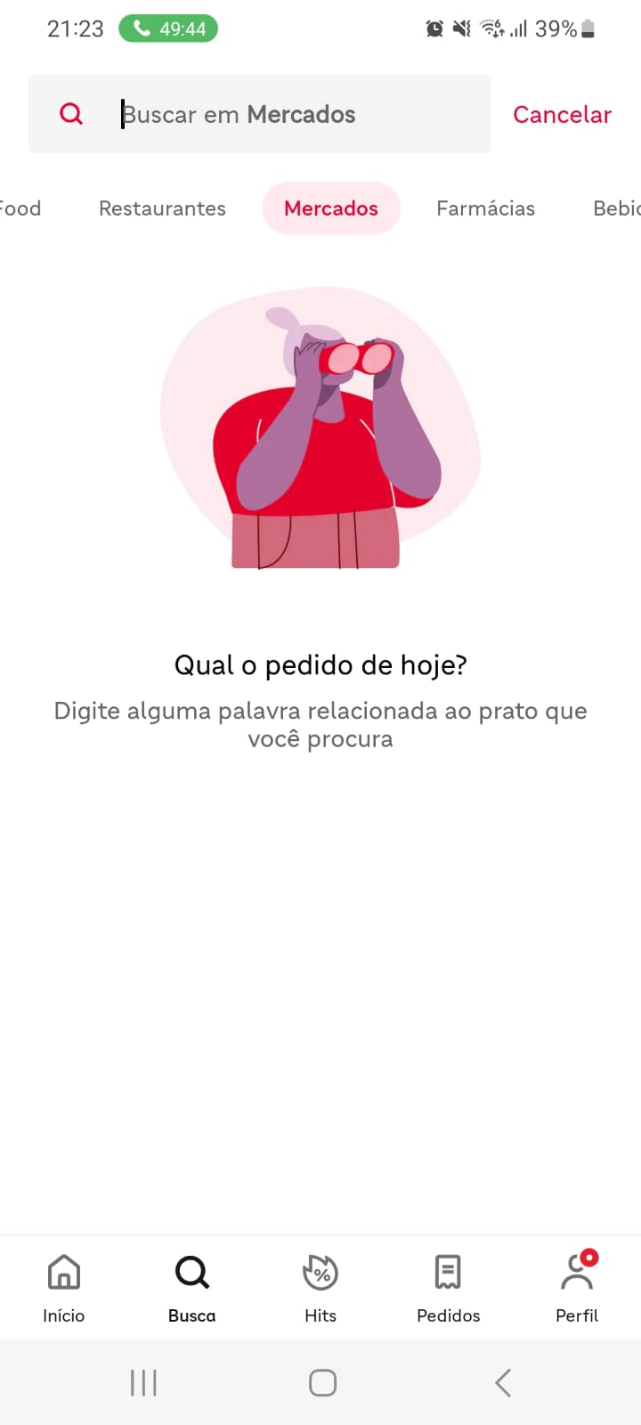 21:23 49:44 39%
Buscar em Mercados Cancelar
Food Restaurantes Mercados Farmácias
Qual o pedido de hoje?
Digite alguma palavra relacionada ao prato que
você procura
%
Início Busca Hits Pedidos Perfil